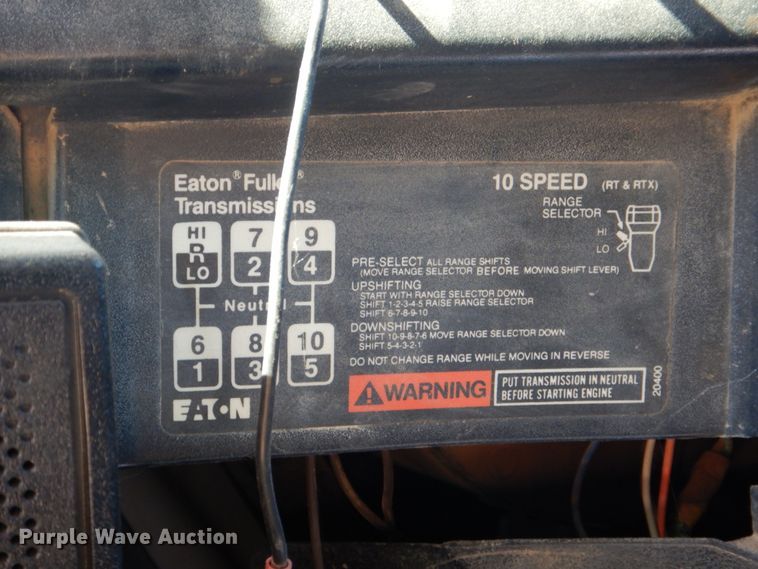 Eaton® Fuller®
Transmissions
10 SPEED (RT & RTX)
RANGE
SELECTOR
HI
LO
HI 7 9
R
LO 2 4
Neutral
6 8 10
1 3 5
EATON
PRE-SELECT ALL RANGE SHIFTS
(MOVE RANGE SELECTOR BEFORE MOVING SHIFT LEVER)
UPSHIFTING
START WITH RANGE SELECTOR DOWN
SHIFT 1-2-3-4-5 RAISE RANGE SELECTOR
SHIFT 6-7-8-9-10
DOWNSHIFTING
SHIFT 10-9-8-7-6 MOVE RANGE SELECTOR DOWN
SHIFT 5-4-3-2-1
DO NOT CHANGE RANGE WHILE MOVING IN REVERSE
WARNING
PUT TRANSMISSION IN NEUTRAL
BEFORE STARTING ENGINE
20400
Purple Wave Auction